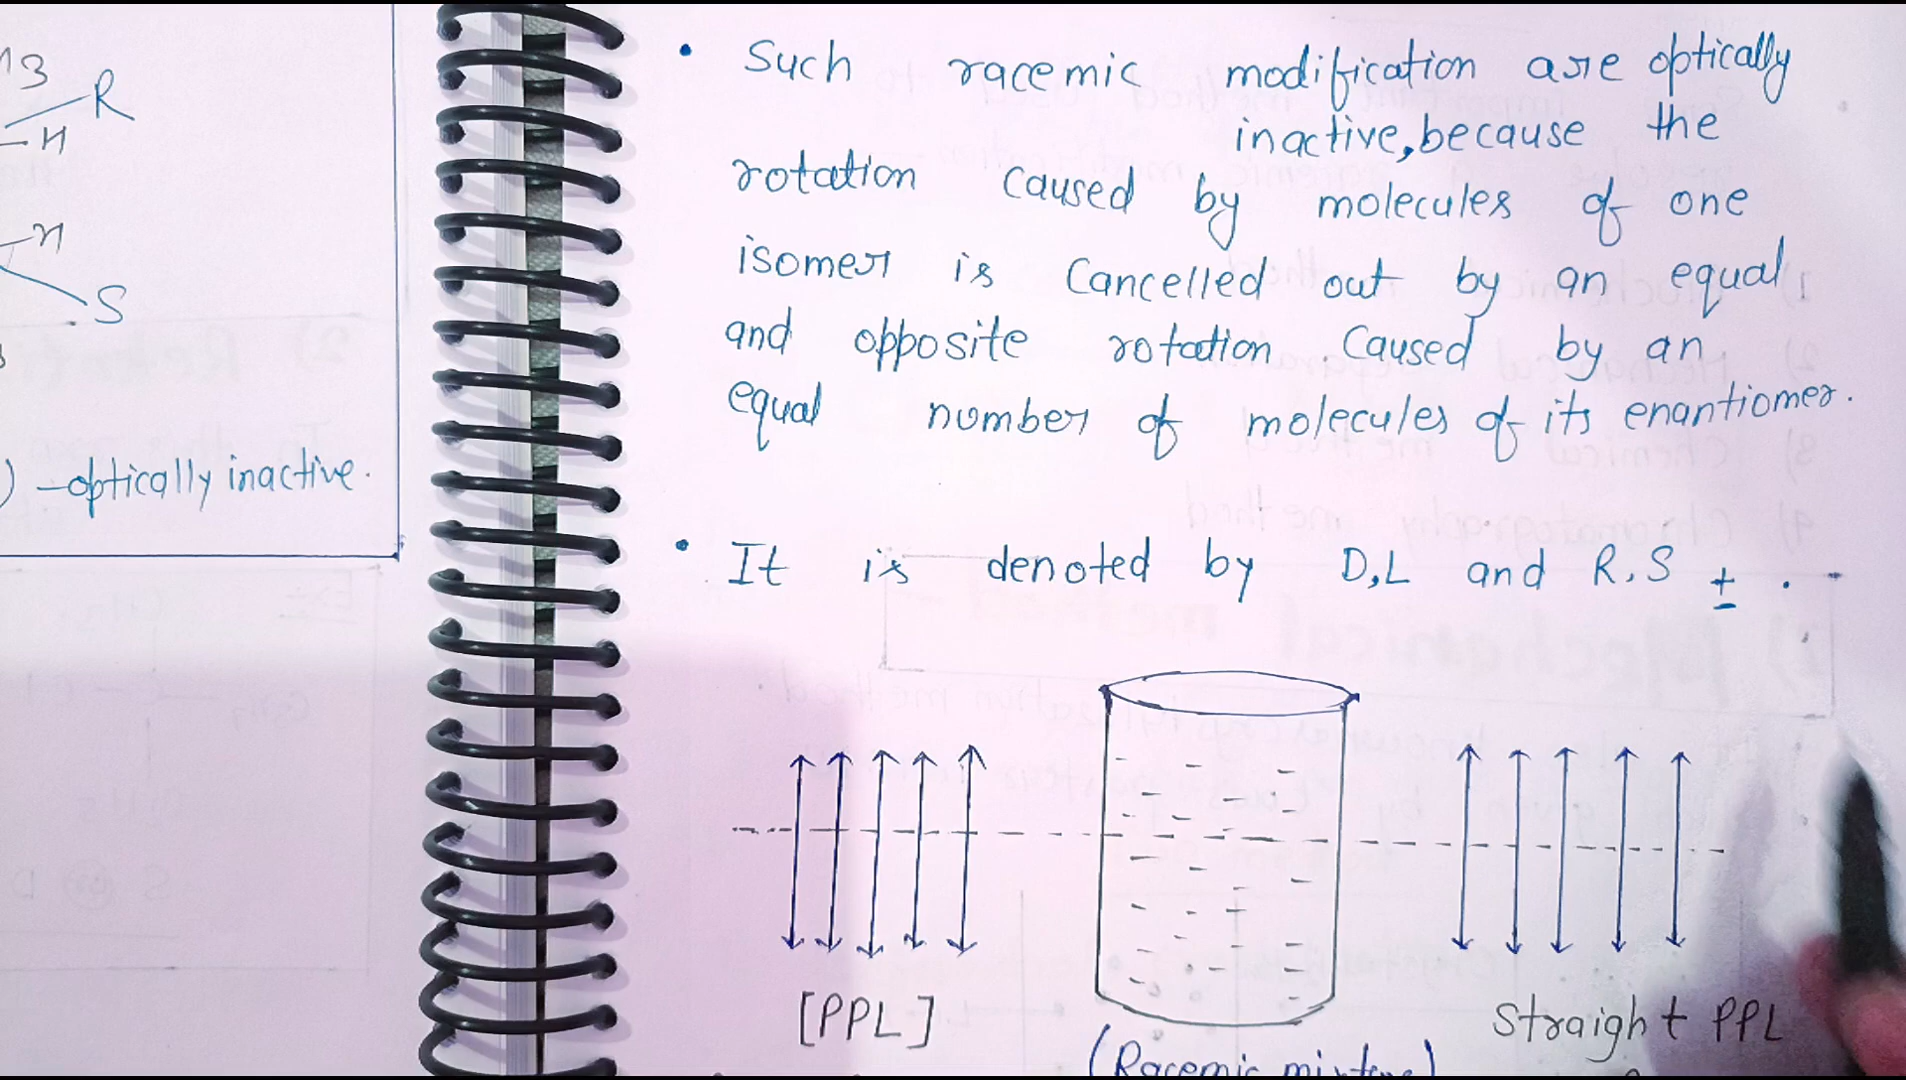 R
H
S
) -optically inactive.
• Such racemic modification are optically
inactive, because the
rotation caused by molecules of one
isomer is Cancelled out by an equal
and opposite rotation Caused by an
equal number of molecules of its enantiomer.
• It is denoted by D,L and R,S ± .
[PPL]
(Racemic mixture)
Straight PPL